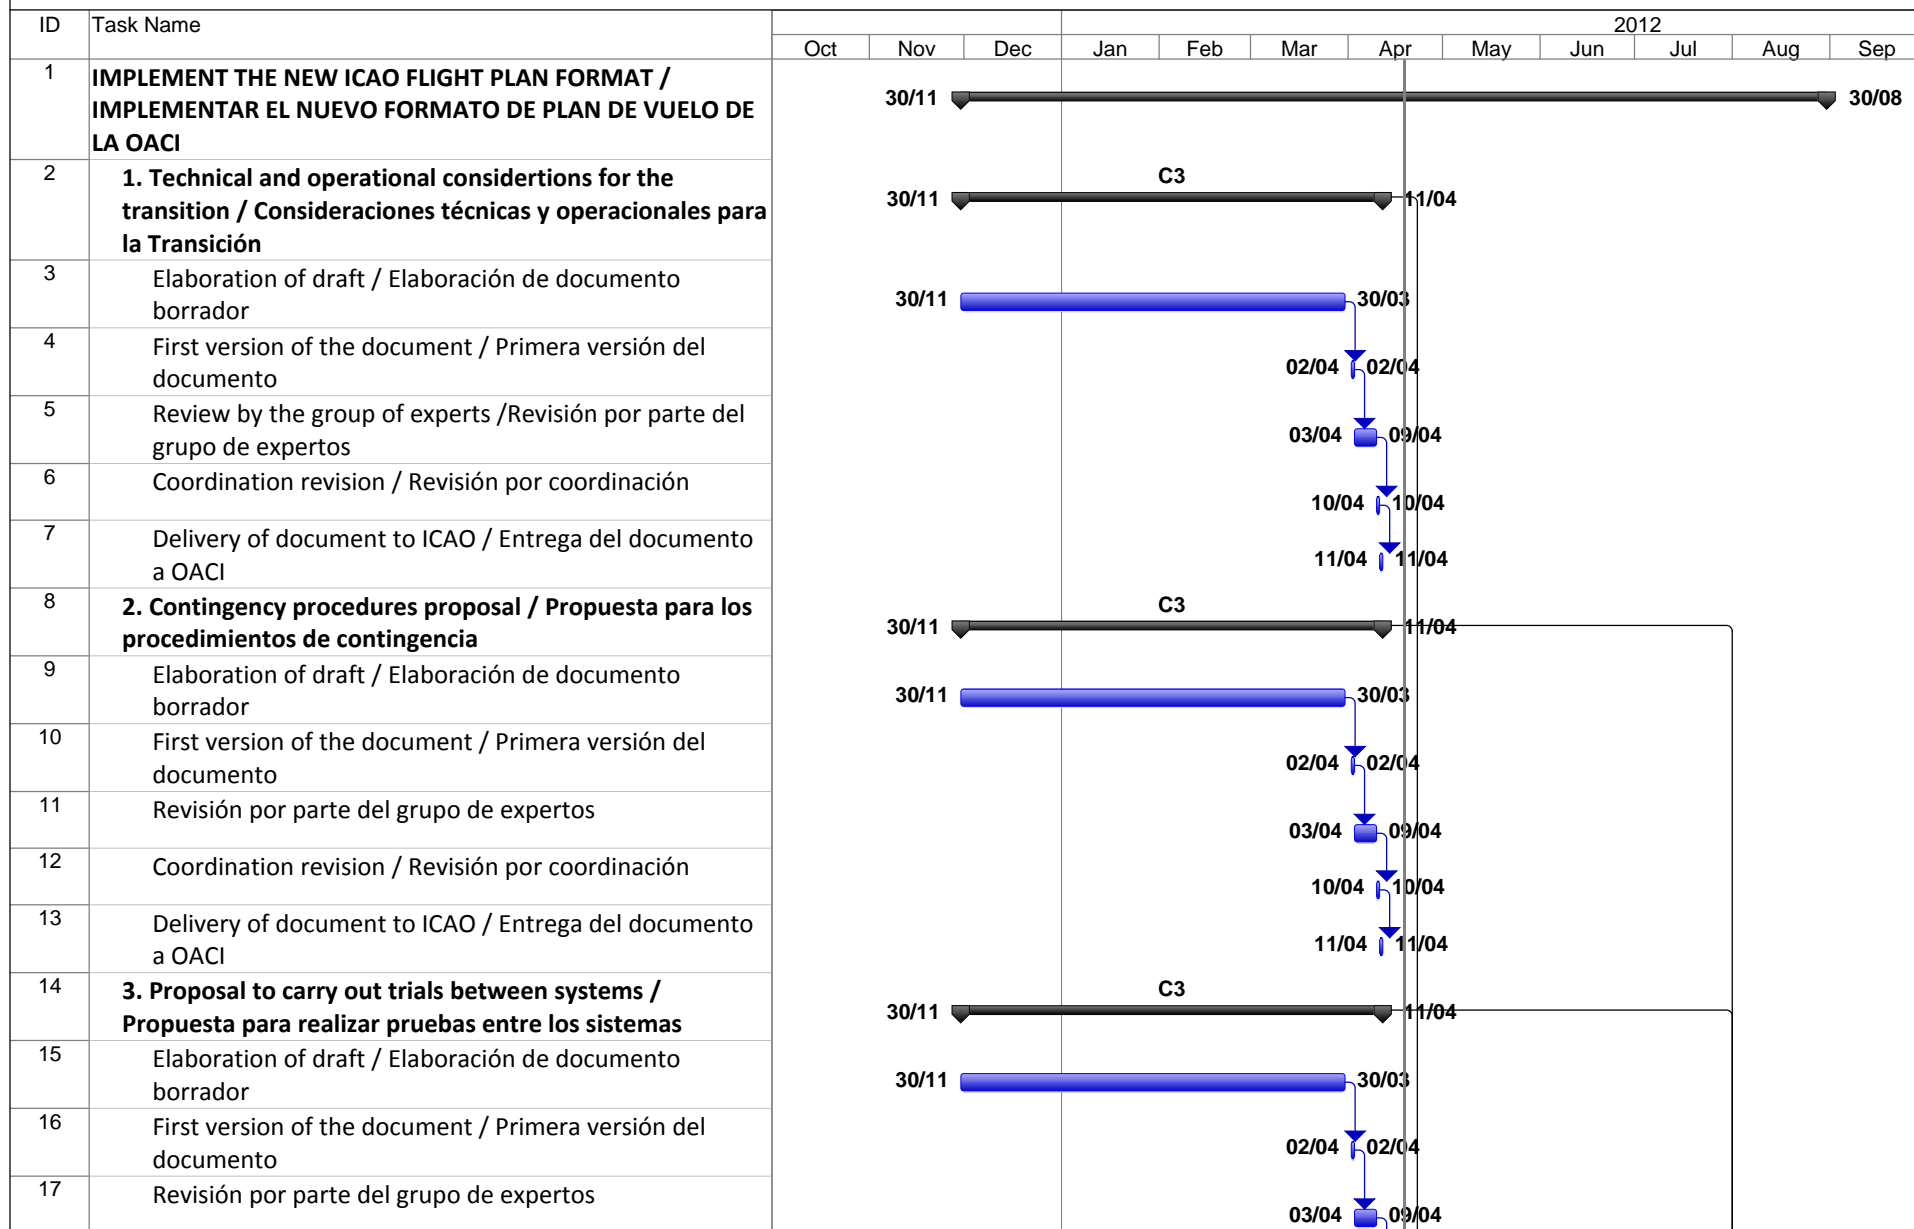 ID Task Name 2012
Oct Nov Dec Jan Feb Mar Apr May Jun Jul Aug Sep
1 IMPLEMENT THE NEW ICAO FLIGHT PLAN FORMAT /
IMPLEMENTAR EL NUEVO FORMATO DE PLAN DE VUELO DE
LA OACI
30/11 30/08
2 1. Technical and operational considertions for the
transition / Consideraciones técnicas y operacionales para
la Transición
C3
30/11 11/04
3 Elaboration of draft / Elaboración de documento
borrador
30/11 30/03
4 First version of the document / Primera versión del
documento
02/04 02/04
5 Review by the group of experts /Revisión por parte del
grupo de expertos
03/04 09/04
6 Coordination revision / Revisión por coordinación
10/04 10/04
7 Delivery of document to ICAO / Entrega del documento
a OACI
11/04 11/04
8 2. Contingency procedures proposal / Propuesta para los
procedimientos de contingencia
C3
30/11 11/04
9 Elaboration of draft / Elaboración de documento
borrador
30/11 30/03
10 First version of the document / Primera versión del
documento
02/04 02/04
11 Revisión por parte del grupo de expertos
03/04 09/04
12 Coordination revision / Revisión por coordinación
10/04 10/04
13 Delivery of document to ICAO / Entrega del documento
a OACI
11/04 11/04
14 3. Proposal to carry out trials between systems /
Propuesta para realizar pruebas entre los sistemas
C3
30/11 11/04
15 Elaboration of draft / Elaboración de documento
borrador
30/11 30/03
16 First version of the document / Primera versión del
documento
02/04 02/04
17 Revisión por parte del grupo de expertos
03/04 09/04